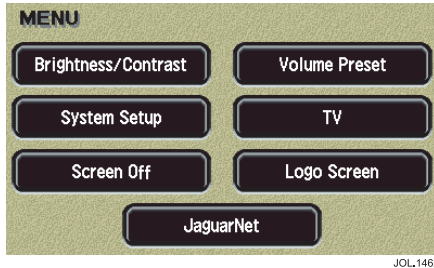 MENU
Brightness/Contrast
Volume Preset
System Setup
TV
Screen Off
Logo Screen
JaguarNet
JOL.146